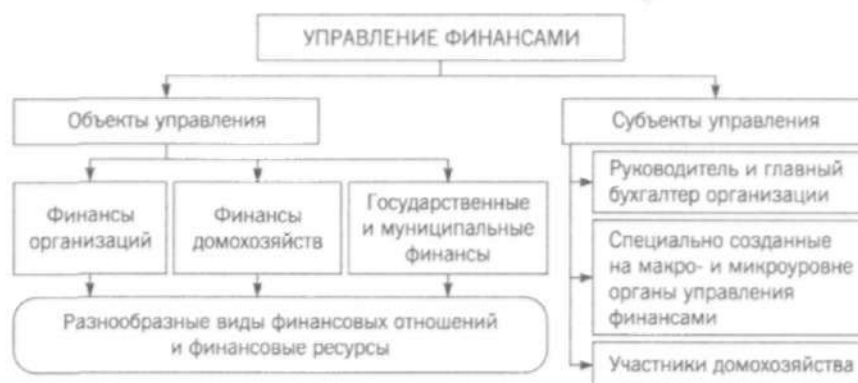 УПРАВЛЕНИЕ ФИНАНСАМИ
Объекты управления
Субъекты управления
Финансы
организаций
Финансы
домохозяйств
Государственные
и муниципальные
финансы
Разнообразные виды финансовых отношений
и финансовые ресурсы
Руководитель и главный
бухгалтер организации
Специально созданные
на макро- и микроуровне
органы управления
финансами
Участники домохозяйства